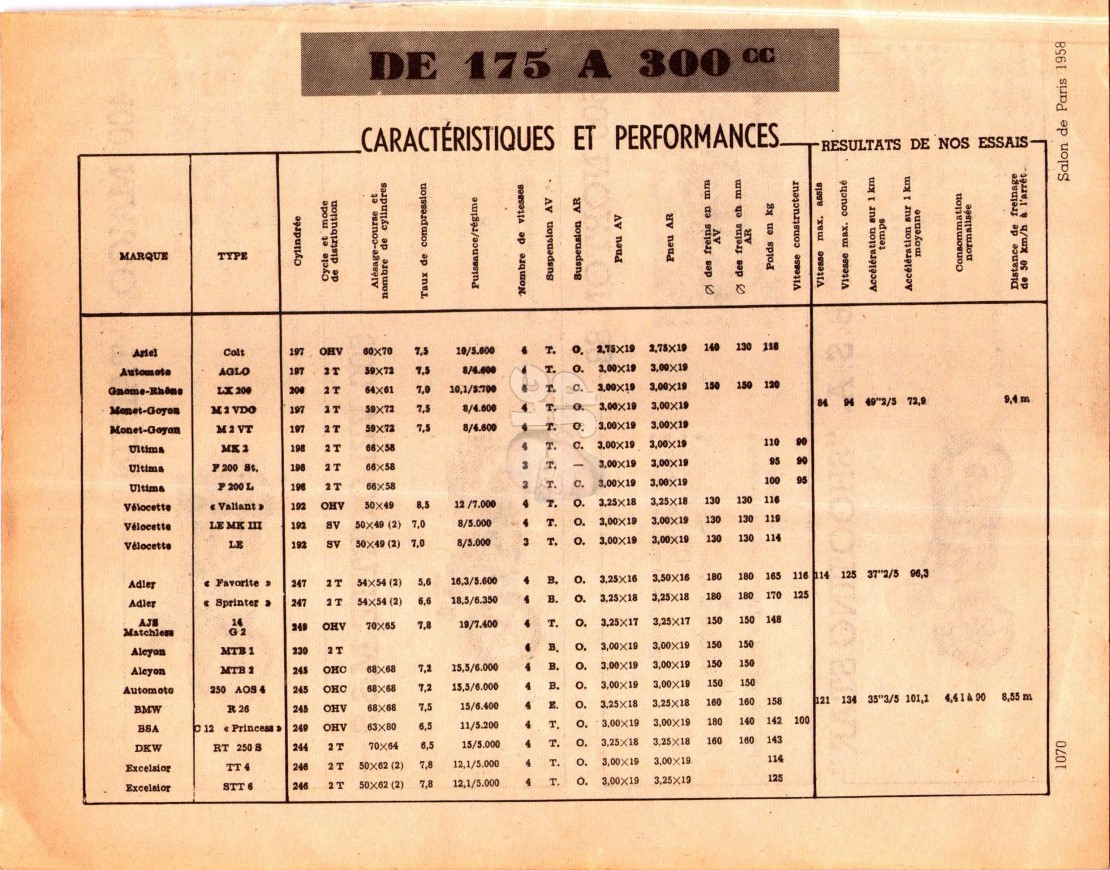 DE 175 A 300 CC
Salon de Paris 1958
CARACTÉRISTIQUES ET PERFORMANCES
RESULTATS DE NOS ESSAIS
MARQUE TYPE Cylindrée Cycle et mode de distribution Alésage-course et nombre de cylindres Taux de compression Puissance/régime Nombre de vitesses Suspension AV Suspension AR Pneu AV Pneu AR ∅ des freins en mm AV ∅ des freins en mm AR Poids en kg Vitesse constructeur Vitesse max. assis Vitesse max. couché Accélération sur 1 km temps Accélération sur 1 km moyenne Consommation normalisée Distance de freinage de 50 km/h à l'arrêt
Ariel Colt 197 OHV 60×70 7,5 10/5.600 4 T. O. 2,75×19 2,75×19 140 130 118
Automoto AGLO 197 2 T 59×72 7,5 8/4.600 4 T. O. 3,00×19 3,00×19
Gnome-Rhône LX 200 200 2 T 64×61 7,0 10,1/5.700 4 T. C. 3,00×19 3,00×19 150 150 120
Monet-Goyon M 2 VDO 197 2 T 59×72 7,5 8/4.600 4 T. O. 3,00×19 3,00×19 84 94 49"2/5 72,9 9,4 m
Monet-Goyon M 2 VT 197 2 T 59×72 7,5 8/4.600 4 T. O. 3,00×19 3,00×19
Ultima MK 2 198 2 T 66×58 4 T. C. 3,00×19 3,00×19 110 90
Ultima F 200 St. 198 2 T 66×58 3 T. — 3,00×19 3,00×19 95 90
Ultima F 200 L 198 2 T 66×58 3 T. C. 3,00×19 3,00×19 100 95
Vélocette « Valiant » 192 OHV 50×49 8,5 12 /7.000 4 T. O. 3,25×18 3,25×18 130 130 116
Vélocette LE MK III 192 SV 50×49 (2) 7,0 8/5.000 4 T. O. 3,00×19 3,00×19 130 130 119
Vélocette LE 192 SV 50×49 (2) 7,0 8/5.000 3 T. O. 3,00×19 3,00×19 130 130 114
Adler « Favorite » 247 2 T 54×54 (2) 5,6 16,3/5.600 4 B. O. 3,25×16 3,50×16 180 180 165 116 114 125 37"2/5 96,3
Adler « Sprinter » 247 2 T 54×54 (2) 6,6 18,5/6.350 4 B. O. 3,25×18 3,25×18 180 180 170 125
AJS Matchless 14 G 2 249 OHV 70×65 7,8 19/7.400 4 T. O. 3,25×17 3,25×17 150 150 148
Alcyon MTB 1 230 2 T 4 B. O. 3,00×19 3,00×19 150 150
Alcyon MTB 2 245 OHC 68×68 7,2 15,5/6.000 4 B. O. 3,00×19 3,00×19 150 150
Automoto 250 AOS 4 245 OHC 68×68 7,2 15,5/6.000 4 B. O. 3,00×19 3,00×19 150 150
BMW R 26 245 OHV 68×68 7,5 15/6.400 4 E. O. 3,25×18 3,25×18 160 160 158 121 134 35"3/5 101,1 4,4 l à 90 8,55 m
BSA C 12 « Princess » 249 OHV 63×80 6,5 11/5.200 4 T. O. 3,00×19 3,00×19 180 140 142 100
DKW RT 250 S 244 2 T 70×64 6,5 15/5.000 4 T. O. 3,25×18 3,25×18 160 160 143
Excelsior TT 4 246 2 T 50×62 (2) 7,8 12,1/5.000 4 T. O. 3,00×19 3,00×19 114
Excelsior STT 6 246 2 T 50×62 (2) 7,8 12,1/5.000 4 T. O. 3,00×19 3,25×19 125
1070